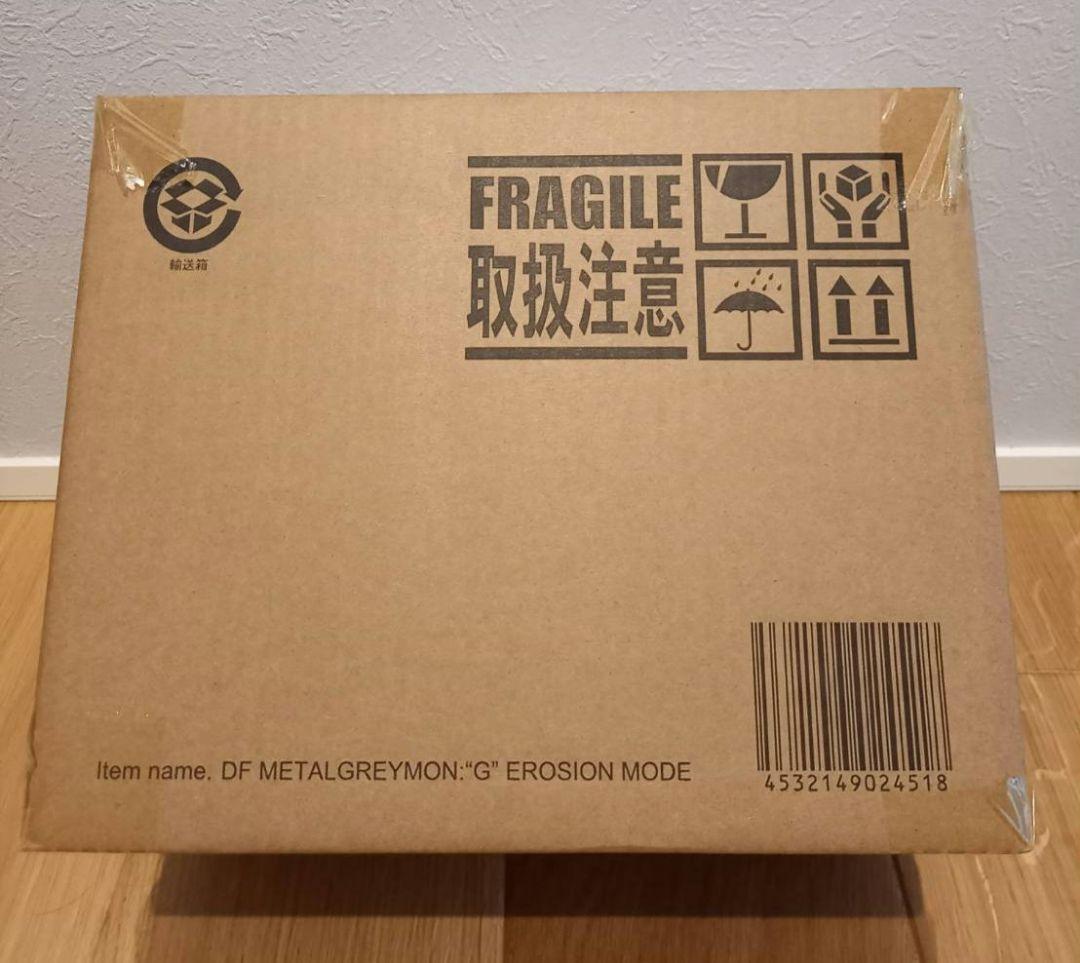 輸送箱
FRAGILE
取扱注意
Item name. DF METALGREYMON:“G” EROSION MODE
4532149024518